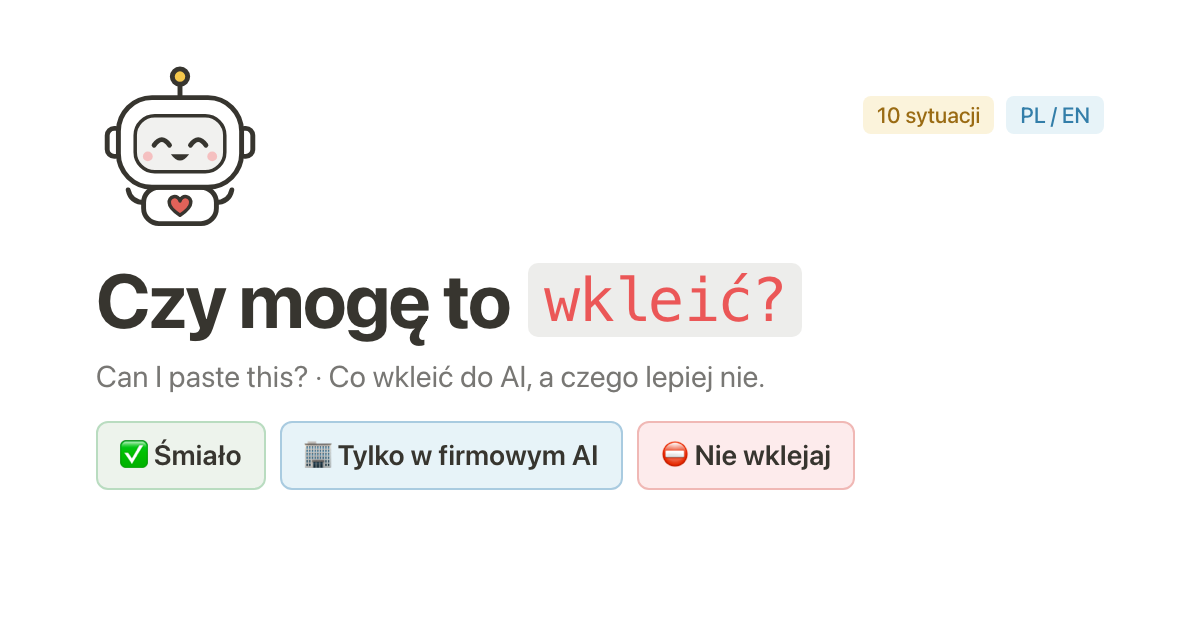 10 sytuacji
PL / EN
Czy mogę to wkleić?
Can I paste this? · Co wkleić do AI, a czego lepiej nie.
✅ Śmiało
🏢 Tylko w firmowym AI
⛔ Nie wklejaj